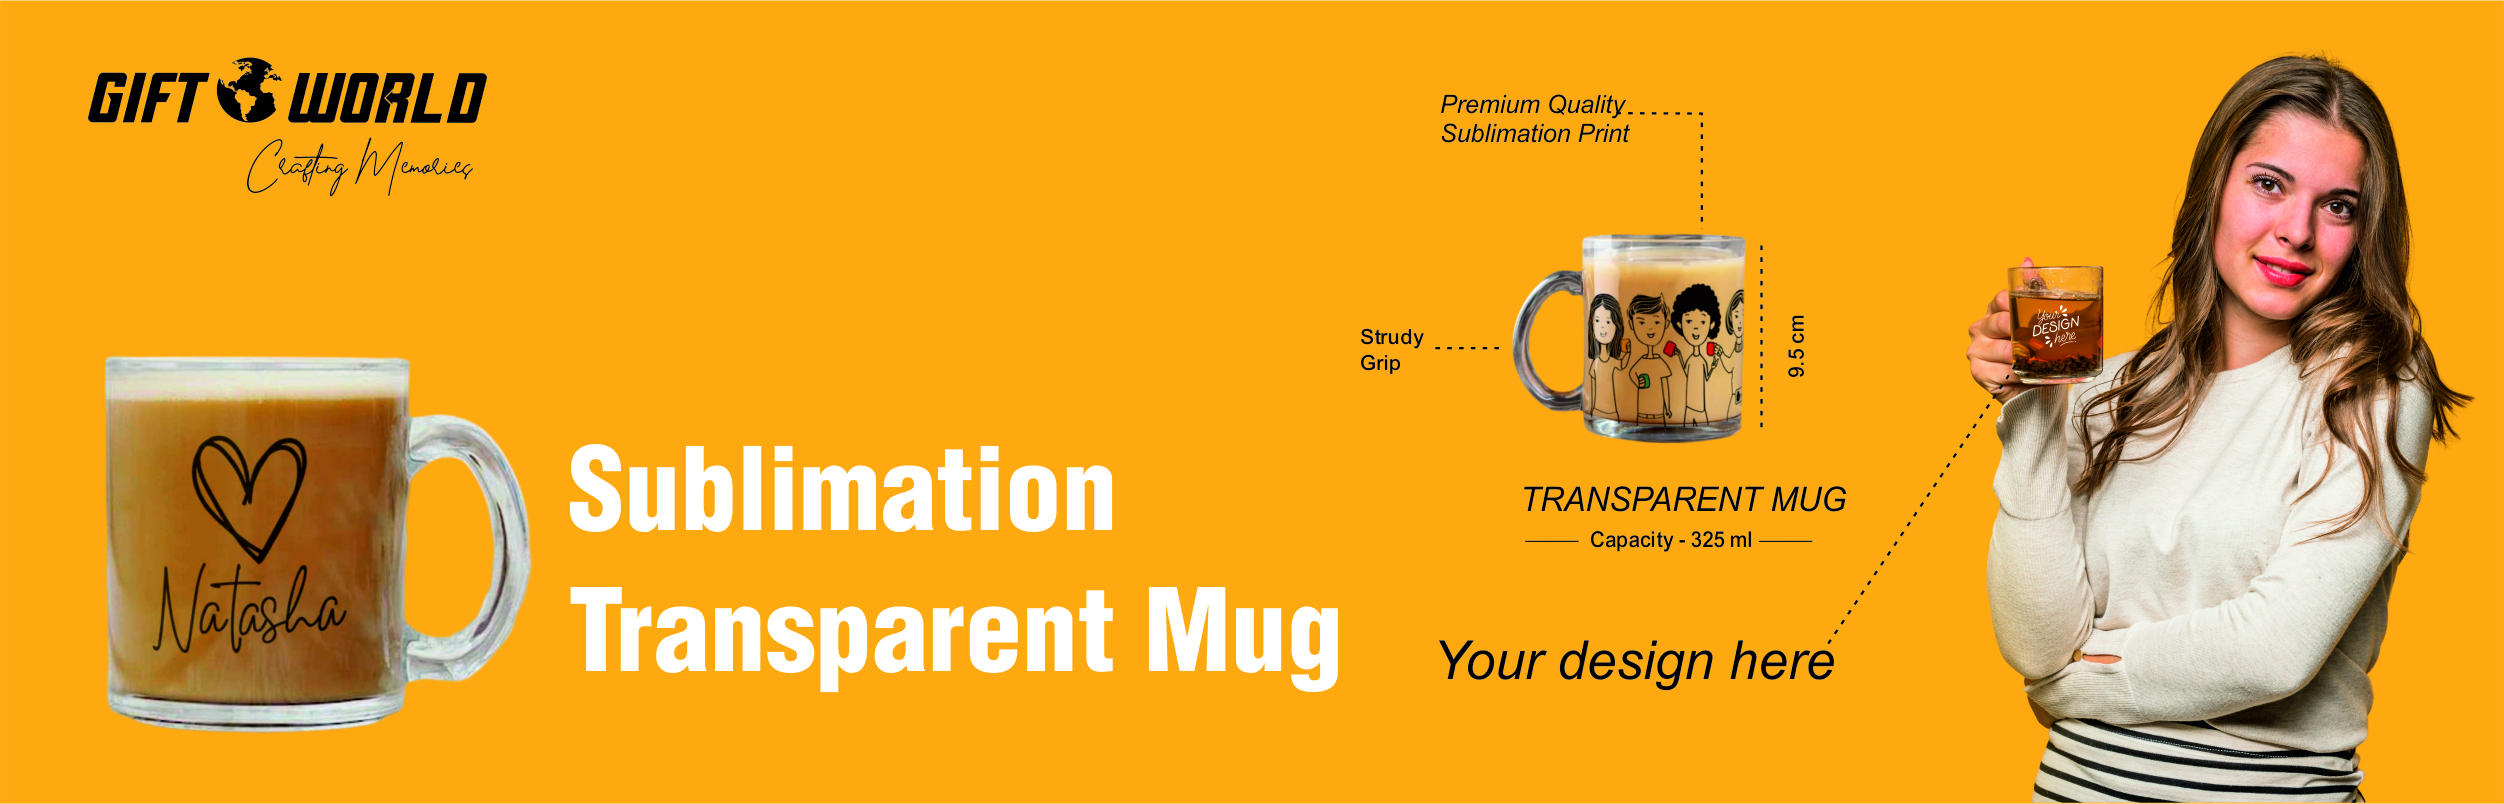 GIFT WORLD
Crafting Memories
Natasha
Sublimation
Transparent Mug
Premium Quality
Sublimation Print
Strudy
Grip
9.5 cm
TRANSPARENT MUG
Capacity - 325 ml
Your design here
Your
DESIGN
here